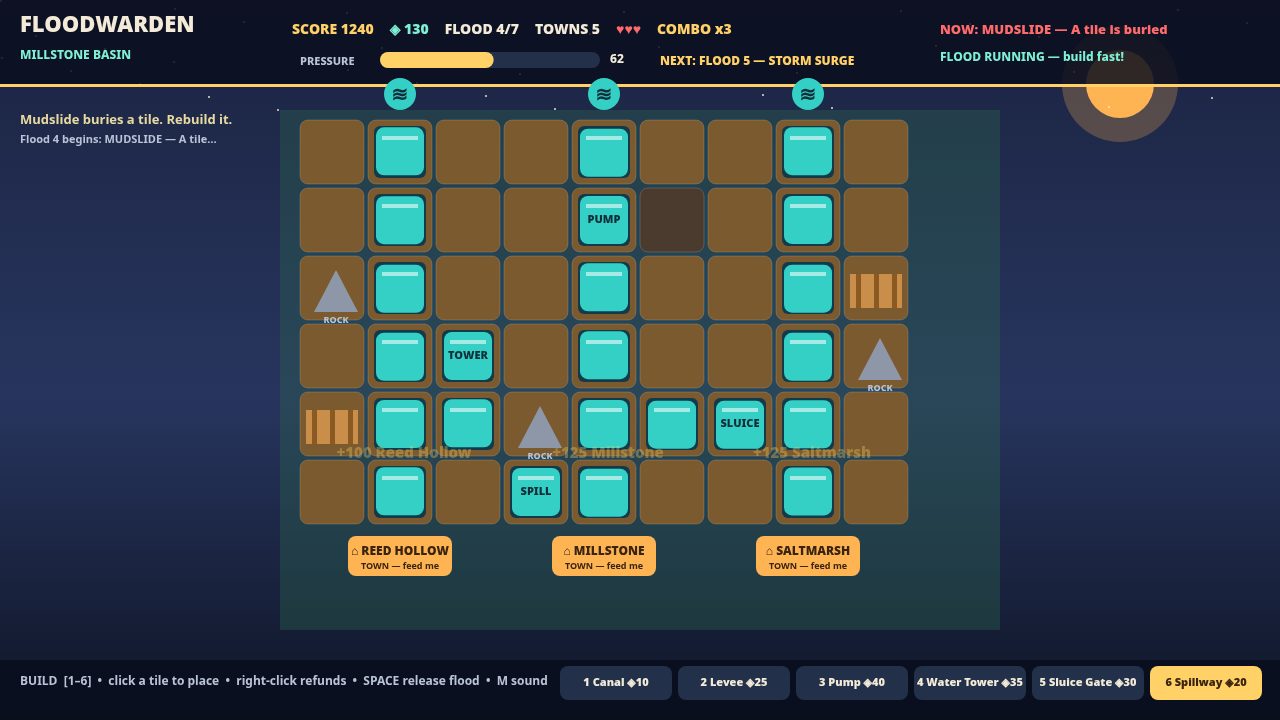 FLOODWARDEN
MILLSTONE BASIN
SCORE 1240 ◈ 130 FLOOD 4/7 TOWNS 5 ♥♥♥ COMBO x3
PRESSURE 62 NEXT: FLOOD 5 — STORM SURGE
NOW: MUDSLIDE — A tile is buried
FLOOD RUNNING — build fast!
Mudslide buries a tile. Rebuild it.
Flood 4 begins: MUDSLIDE — A tile...
PUMP
ROCK
TOWER
ROCK
SLUICE
+100 Reed Hollow
ROCK
+125 Millstone
+125 Saltmarsh
SPILL
⌂ REED HOLLOW
TOWN — feed me
⌂ MILLSTONE
TOWN — feed me
⌂ SALTMARSH
TOWN — feed me
BUILD [1–6] • click a tile to place • right-click refunds • SPACE release flood • M sound
1 Canal ◈10
2 Levee ◈25
3 Pump ◈40
4 Water Tower ◈35
5 Sluice Gate ◈30
6 Spillway ◈20